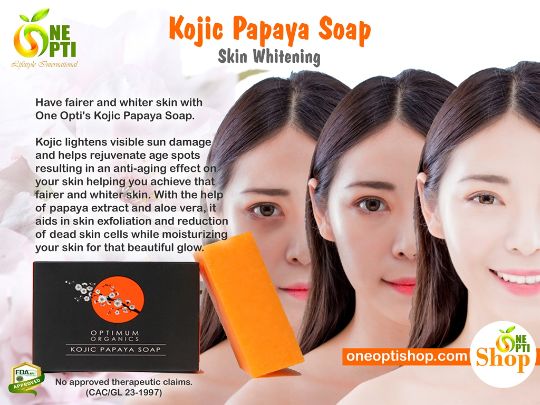 ONE
OPTI
Lifestyle International
Kojic Papaya Soap
Skin Whitening
Have fairer and whiter skin with
One Opti's Kojic Papaya Soap.
Kojic lightens visible sun damage
and helps rejuvenate age spots
resulting in an anti-aging effect on
your skin helping you achieve that
fairer and whiter skin. With the help
of papaya extract and aloe vera, it
aids in skin exfoliation and reduction
of dead skin cells while moisturizing
your skin for that beautiful glow.
OPTIMUM
ORGANICS
KOJIC PAPAYA SOAP
oneoptishop.com
ONE
OPTI
Shop
FDA
APPROVED
No approved therapeutic claims.
(CAC/GL 23-1997)